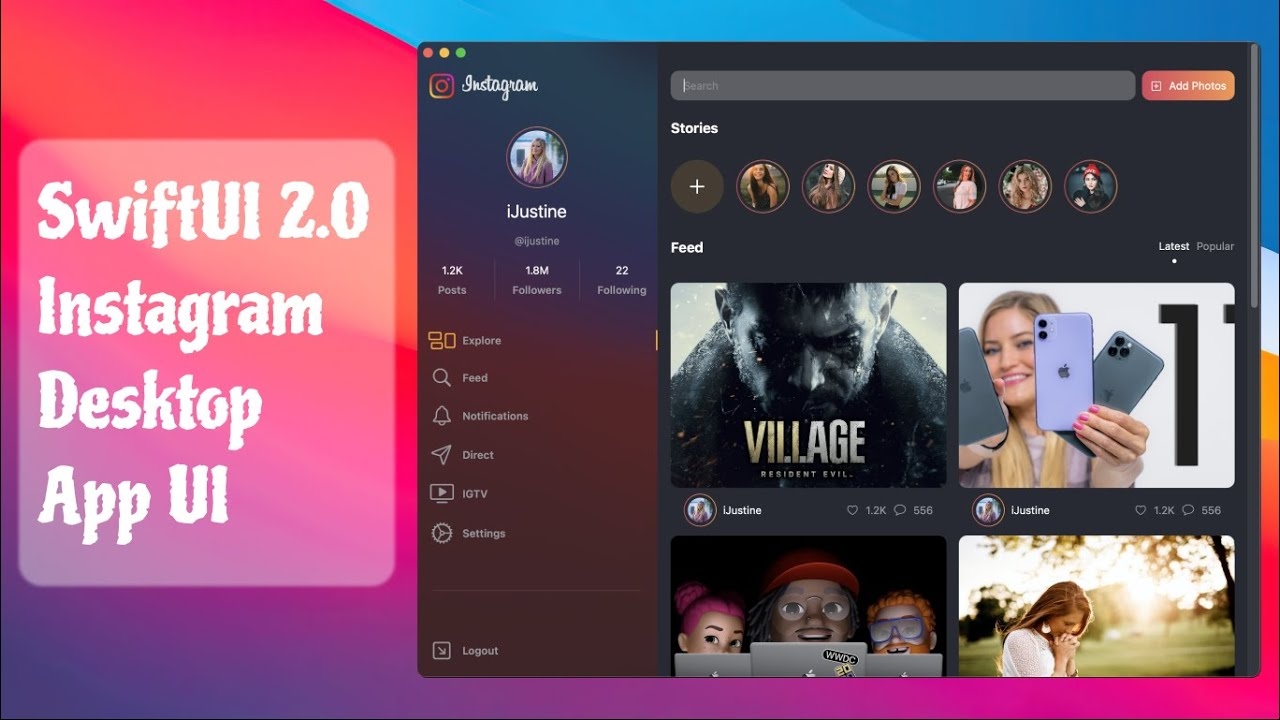 SwiftUI 2.0
Instagram
Desktop
App UI
Instagram
iJustine
@ijustine
1.2K
Posts
1.8M
Followers
22
Following
Explore
Feed
Notifications
Direct
IGTV
Settings
Logout
Search
Add Photos
Stories
Feed
Latest Popular
VILLAGE
RESIDENT EVIL.
11
iJustine 1.2K 556
iJustine 1.2K 556
WWDC
20